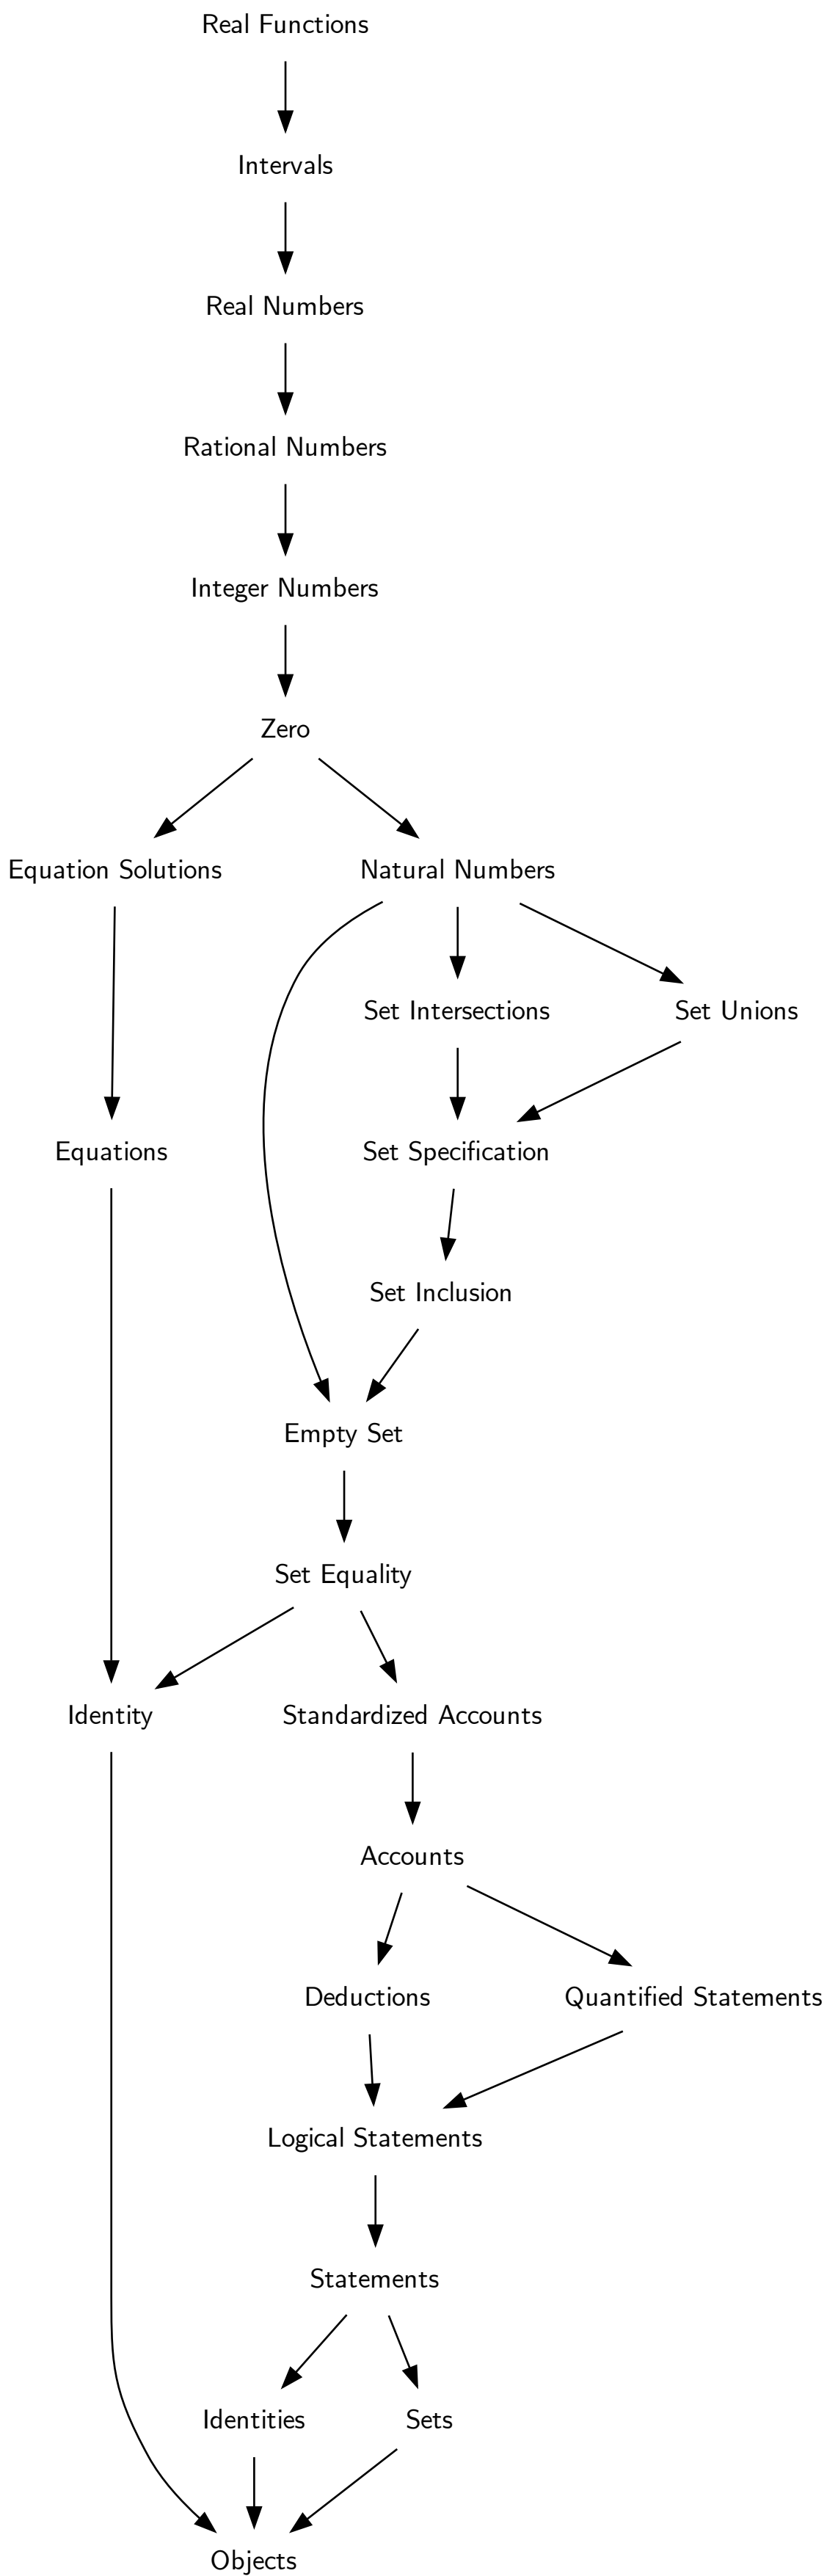 Real Functions
Intervals
Real Numbers
Rational Numbers
Integer Numbers
Zero
Equation Solutions
Natural Numbers
Set Intersections
Set Unions
Equations
Set Specification
Set Inclusion
Empty Set
Set Equality
Identity
Standardized Accounts
Accounts
Deductions
Quantified Statements
Logical Statements
Statements
Identities
Sets
Objects